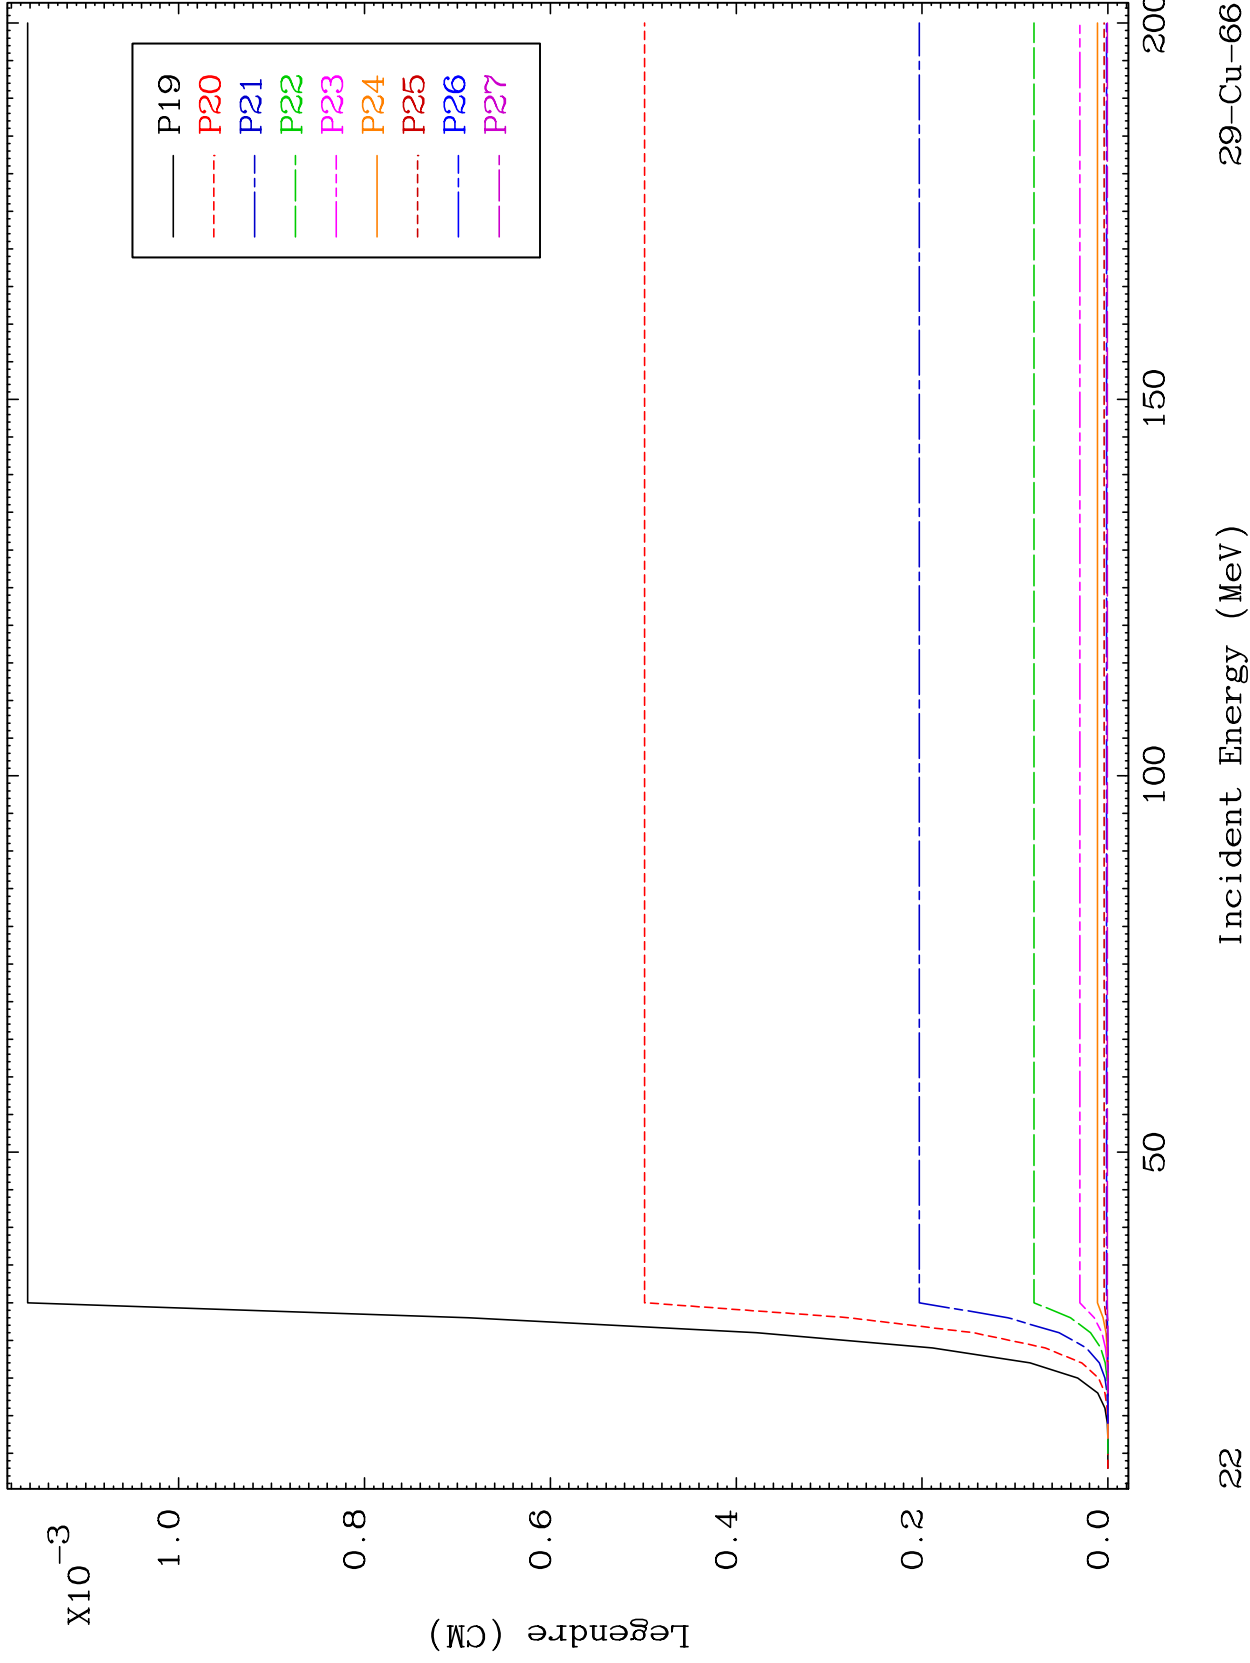 X10-3
1.0
0.8
0.6
0.4
0.2
0.0
Legendre (CM)
P19
P20
P21
P22
P23
P24
P25
P26
P27
50
100
150
200
Incident Energy (MeV)
22
29-Cu-66